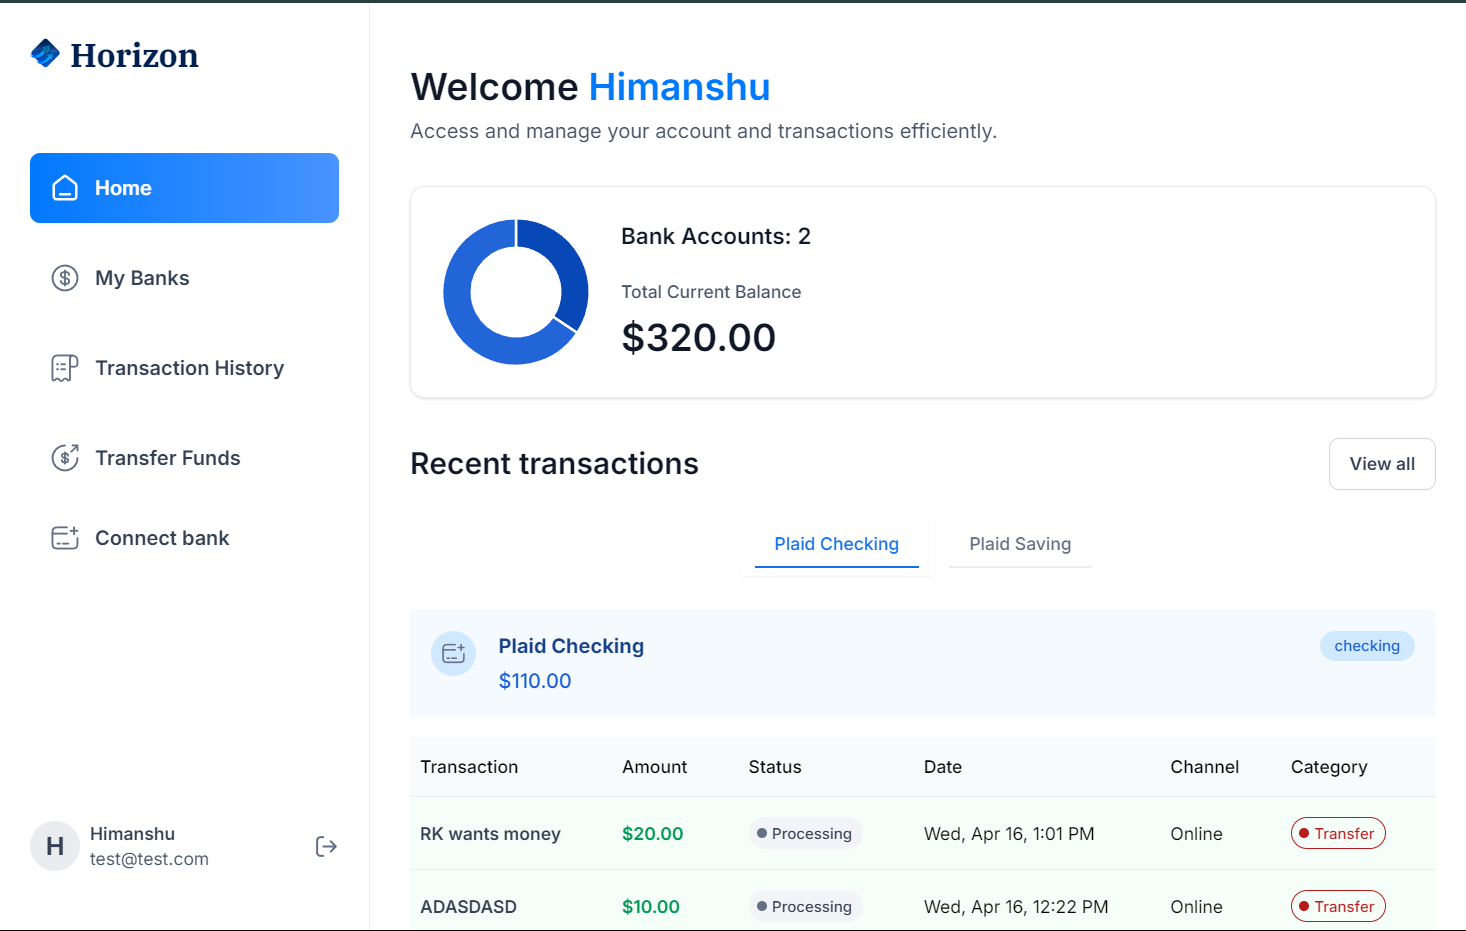 Horizon
Home
My Banks
Transaction History
Transfer Funds
Connect bank
H
Himanshu
test@test.com
Welcome Himanshu
Access and manage your account and transactions efficiently.
Bank Accounts: 2
Total Current Balance
$320.00
Recent transactions
View all
Plaid Checking Plaid Saving
Plaid Checking
checking
$110.00
Transaction Amount Status Date Channel Category
RK wants money $20.00 Processing Wed, Apr 16, 1:01 PM Online Transfer
ADASDASD $10.00 Processing Wed, Apr 16, 12:22 PM Online Transfer